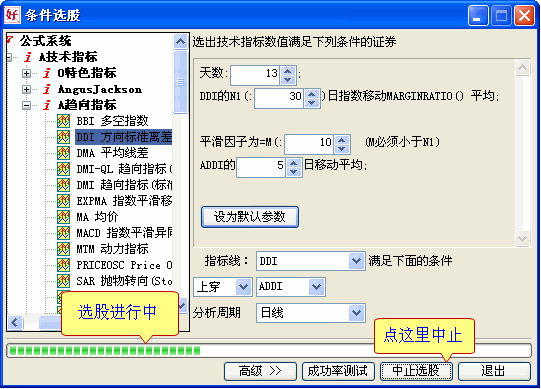 好 条件选股
公式系统
A技术指标
O特色指标
AngusJackson
A趋向指标
BBI 多空指数
DDI 方向标准离差
DMA 平均线差
DMI-QL 趋向指标(
DMI 趋向指标(标准
EXPMA 指数平滑移
MA 均价
MACD 指数平滑异同
MTM 动力指标
PRICEOSC Price O
SAR 抛物转向(Sto
选出技术指标数值满足下列条件的证券
天数: 13 ;
DDI的N1(: 30 )日指数移动MARGINRATIO() 平均;
平滑因子为=M(: 10 (M必须小于N1)
ADDI的 5 日移动平均;
设为默认参数
指标线： DDI 满足下面的条件
上穿 ADDI
分析周期 日线
选股进行中
点这里中止
高级 >> 成功率测试 中止选股 退出